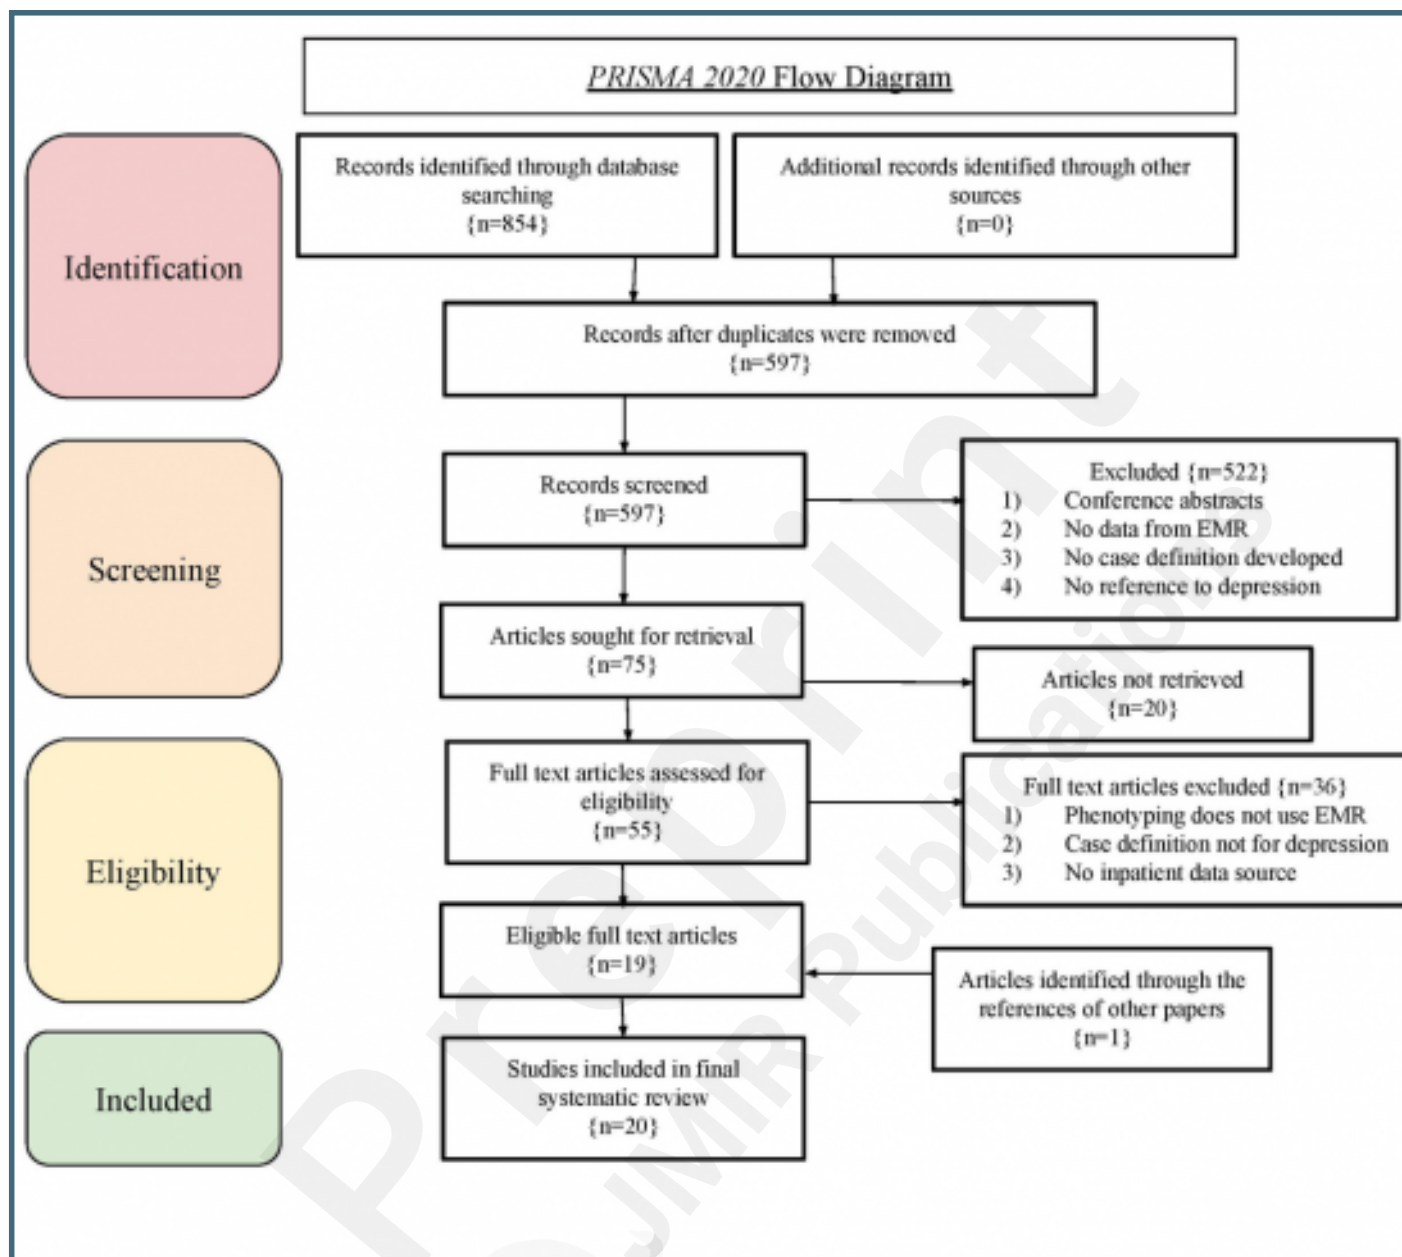 PRISMA 2020 Flow Diagram
Identification
Records identified through database
searching
{n=854}
Additional records identified through other
sources
{n=0}
Records after duplicates were removed
{n=597}
Screening
Records screened
{n=597}
Excluded {n=522}
1) Conference abstracts
2) No data from EMR
3) No case definition developed
4) No reference to depression
Articles sought for retrieval
{n=75}
Articles not retrieved
{n=20}
Eligibility
Full text articles assessed for
eligibility
{n=55}
Full text articles excluded {n=36}
1) Phenotyping does not use EMR
2) Case definition not for depression
3) No inpatient data source
Eligible full text articles
{n=19}
Articles identified through the
references of other papers
{n=1}
Included
Studies included in final
systematic review
{n=20}
Preprint
JMIR Publications